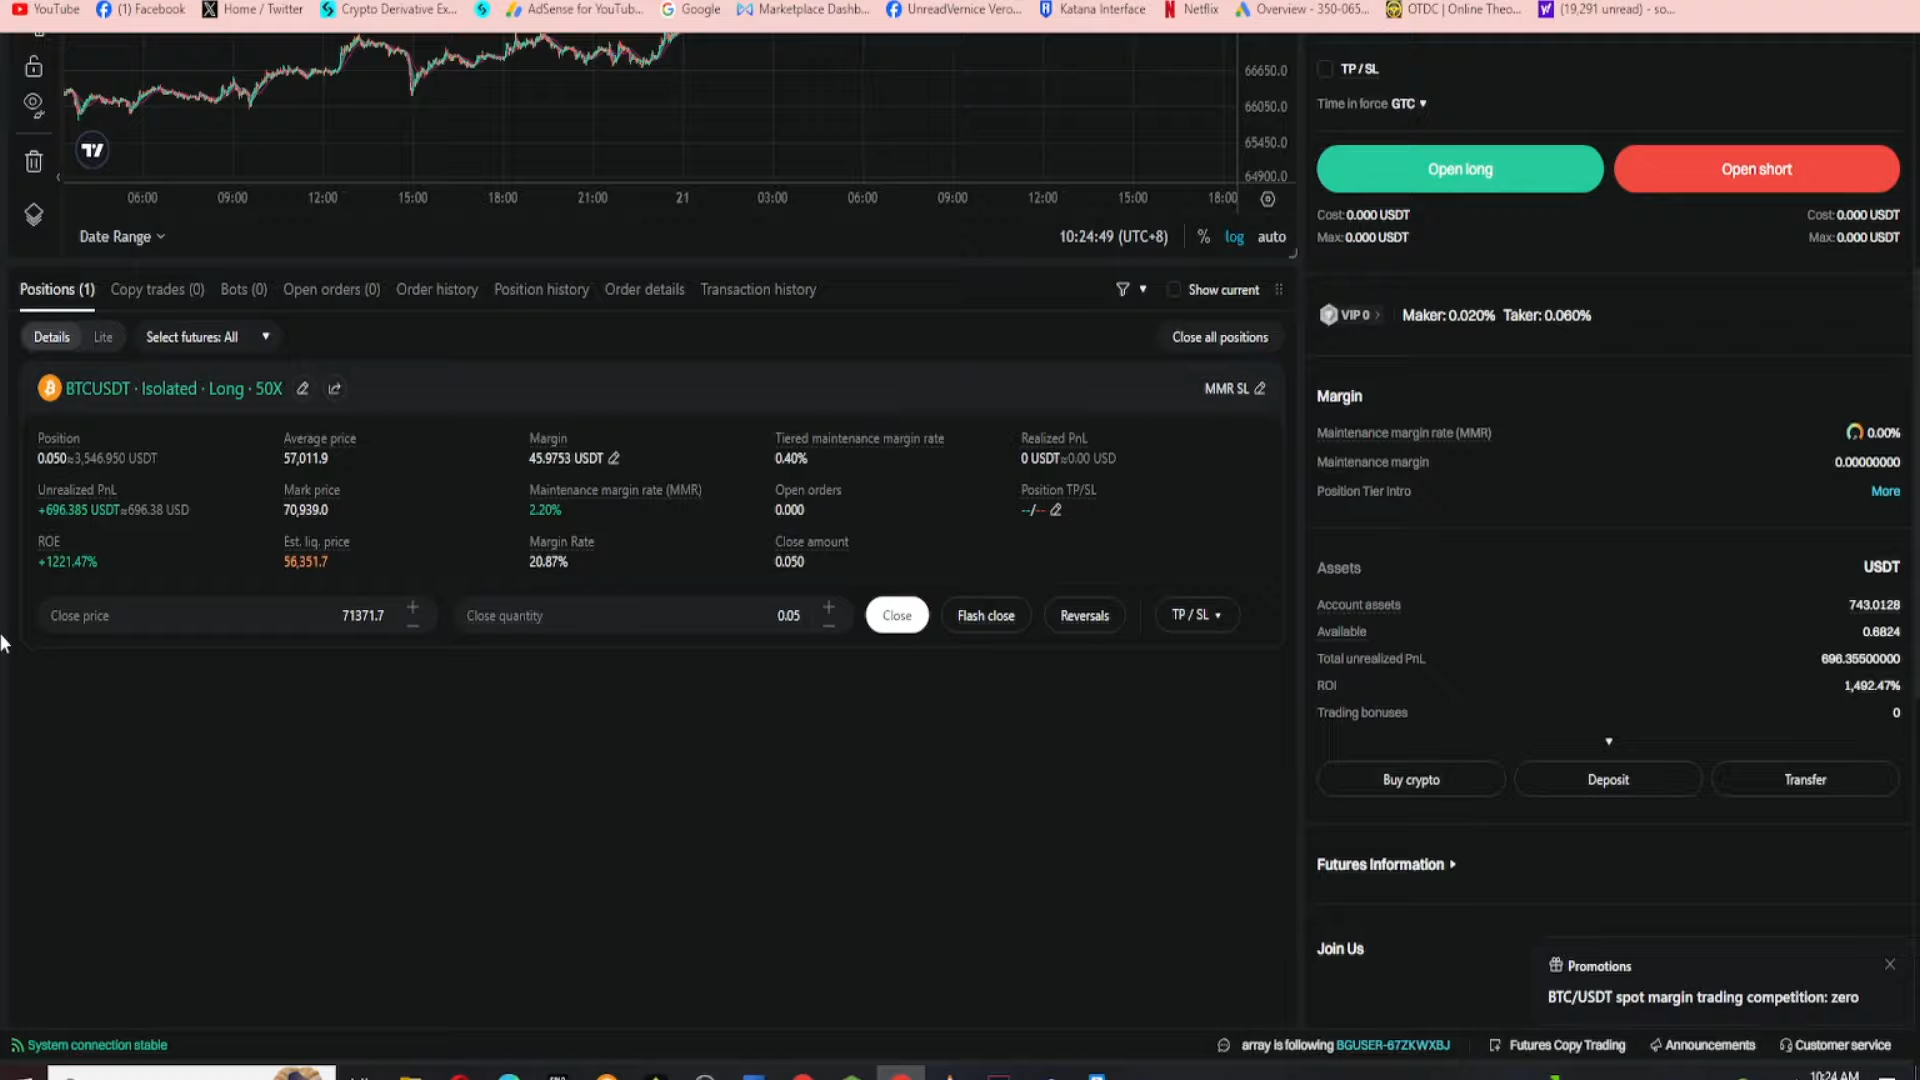 YouTube (1) Facebook Home / Twitter Crypto Derivative Ex... AdSense for YouTub... Google Marketplace Dashb... UnreadVernice Vero... Katana Interface Netflix Overview - 350-065... OTDC | Online Theo... (19,291 unread) - so...
66650.0
66050.0
65450.0
64900.0
06:00 09:00 12:00 15:00 18:00 21:00 21 03:00 06:00 09:00 12:00 15:00 18:00
Date Range 10:24:49 (UTC+8) % log auto
TP / SL
Time in force GTC
Open long Open short
Cost: 0.000 USDT Cost: 0.000 USDT
Max: 0.000 USDT Max: 0.000 USDT
Positions (1) Copy trades (0) Bots (0) Open orders (0) Order history Position history Order details Transaction history Show current
Details Lite Select futures: All Close all positions
BTCUSDT · Isolated · Long · 50X MMR SL
Position Average price Margin Tiered maintenance margin rate Realized PnL
0.050≈3,546.950 USDT 57,011.9 45.9753 USDT 0.40% 0 USDT≈0.00 USD
Unrealized PnL Mark price Maintenance margin rate (MMR) Open orders Position TP/SL
+696.385 USDT≈696.38 USD 70,939.0 2.20% 0.000 --/--
ROE Est. liq. price Margin Rate Close amount
+1221.47% 56,351.7 20.87% 0.050
Close price 71371.7 Close quantity 0.05 Close Flash close Reversals TP / SL
VIP 0 Maker: 0.020% Taker: 0.060%
Margin
Maintenance margin rate (MMR) 0.00%
Maintenance margin 0.00000000
Position Tier Intro More
Assets USDT
Account assets 743.0128
Available 0.6824
Total unrealized PnL 696.35500000
ROI 1,492.47%
Trading bonuses 0
Buy crypto Deposit Transfer
Futures Information
Join Us
Promotions
BTC/USDT spot margin trading competition: zero
System connection stable array is following BGUSER-67ZKWXBJ Futures Copy Trading Announcements Customer service
10:24 AM